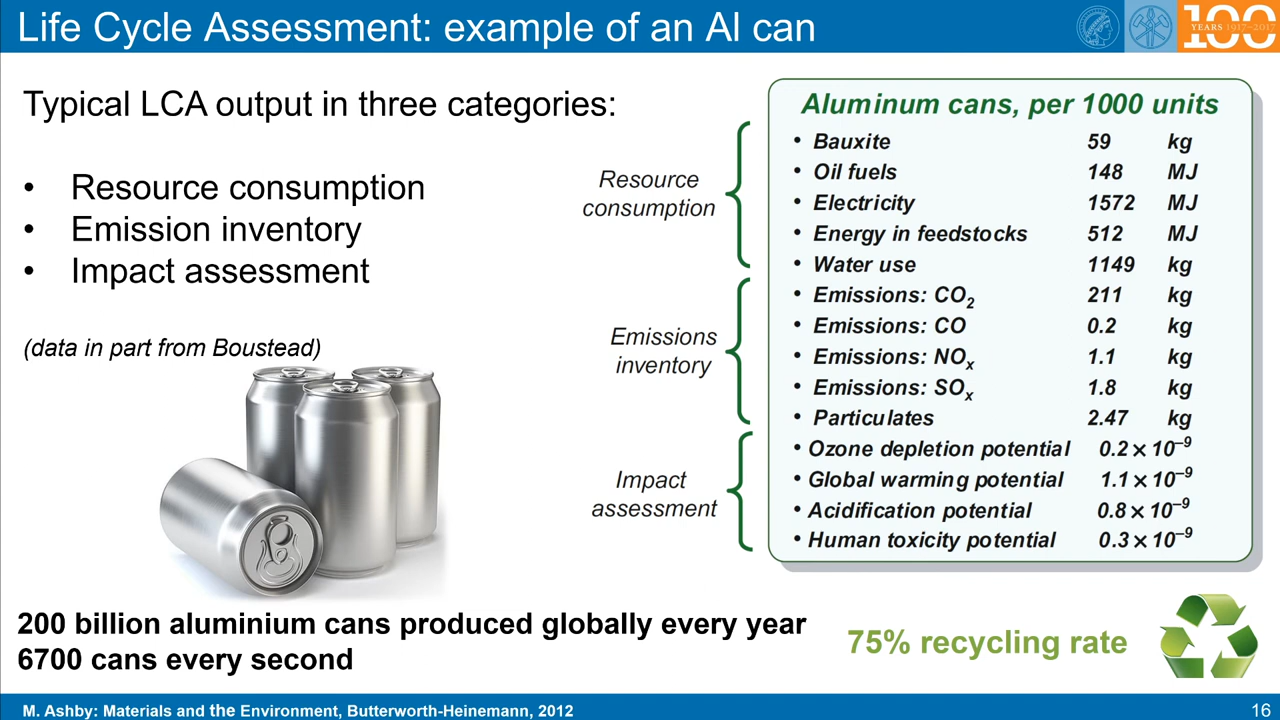 Life Cycle Assessment: example of an Al can
YEARS 1917–2017
100
Typical LCA output in three categories:
• Resource consumption
• Emission inventory
• Impact assessment
(data in part from Boustead)
Resource
consumption
Emissions
inventory
Impact
assessment
Aluminum cans, per 1000 units
• Bauxite 59 kg
• Oil fuels 148 MJ
• Electricity 1572 MJ
• Energy in feedstocks 512 MJ
• Water use 1149 kg
• Emissions: CO₂ 211 kg
• Emissions: CO 0.2 kg
• Emissions: NOₓ 1.1 kg
• Emissions: SOₓ 1.8 kg
• Particulates 2.47 kg
• Ozone depletion potential 0.2 × 10⁻⁹
• Global warming potential 1.1 × 10⁻⁹
• Acidification potential 0.8 × 10⁻⁹
• Human toxicity potential 0.3 × 10⁻⁹
200 billion aluminium cans produced globally every year
6700 cans every second
75% recycling rate
M. Ashby: Materials and the Environment, Butterworth-Heinemann, 2012
16